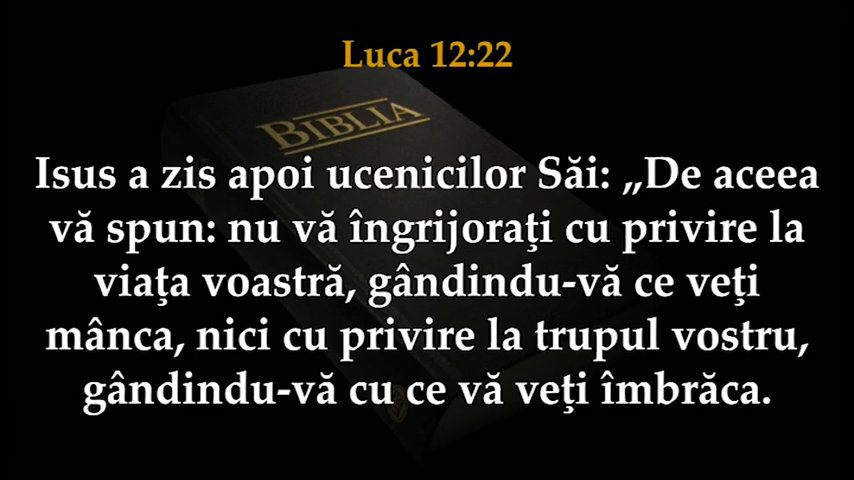 Luca 12:22
BIBLIA
Isus a zis apoi ucenicilor Săi: „De aceea
vă spun: nu vă îngrijoraţi cu privire la
viaţa voastră, gândindu-vă ce veţi
mânca, nici cu privire la trupul vostru,
gândindu-vă cu ce vă veţi îmbrăca.